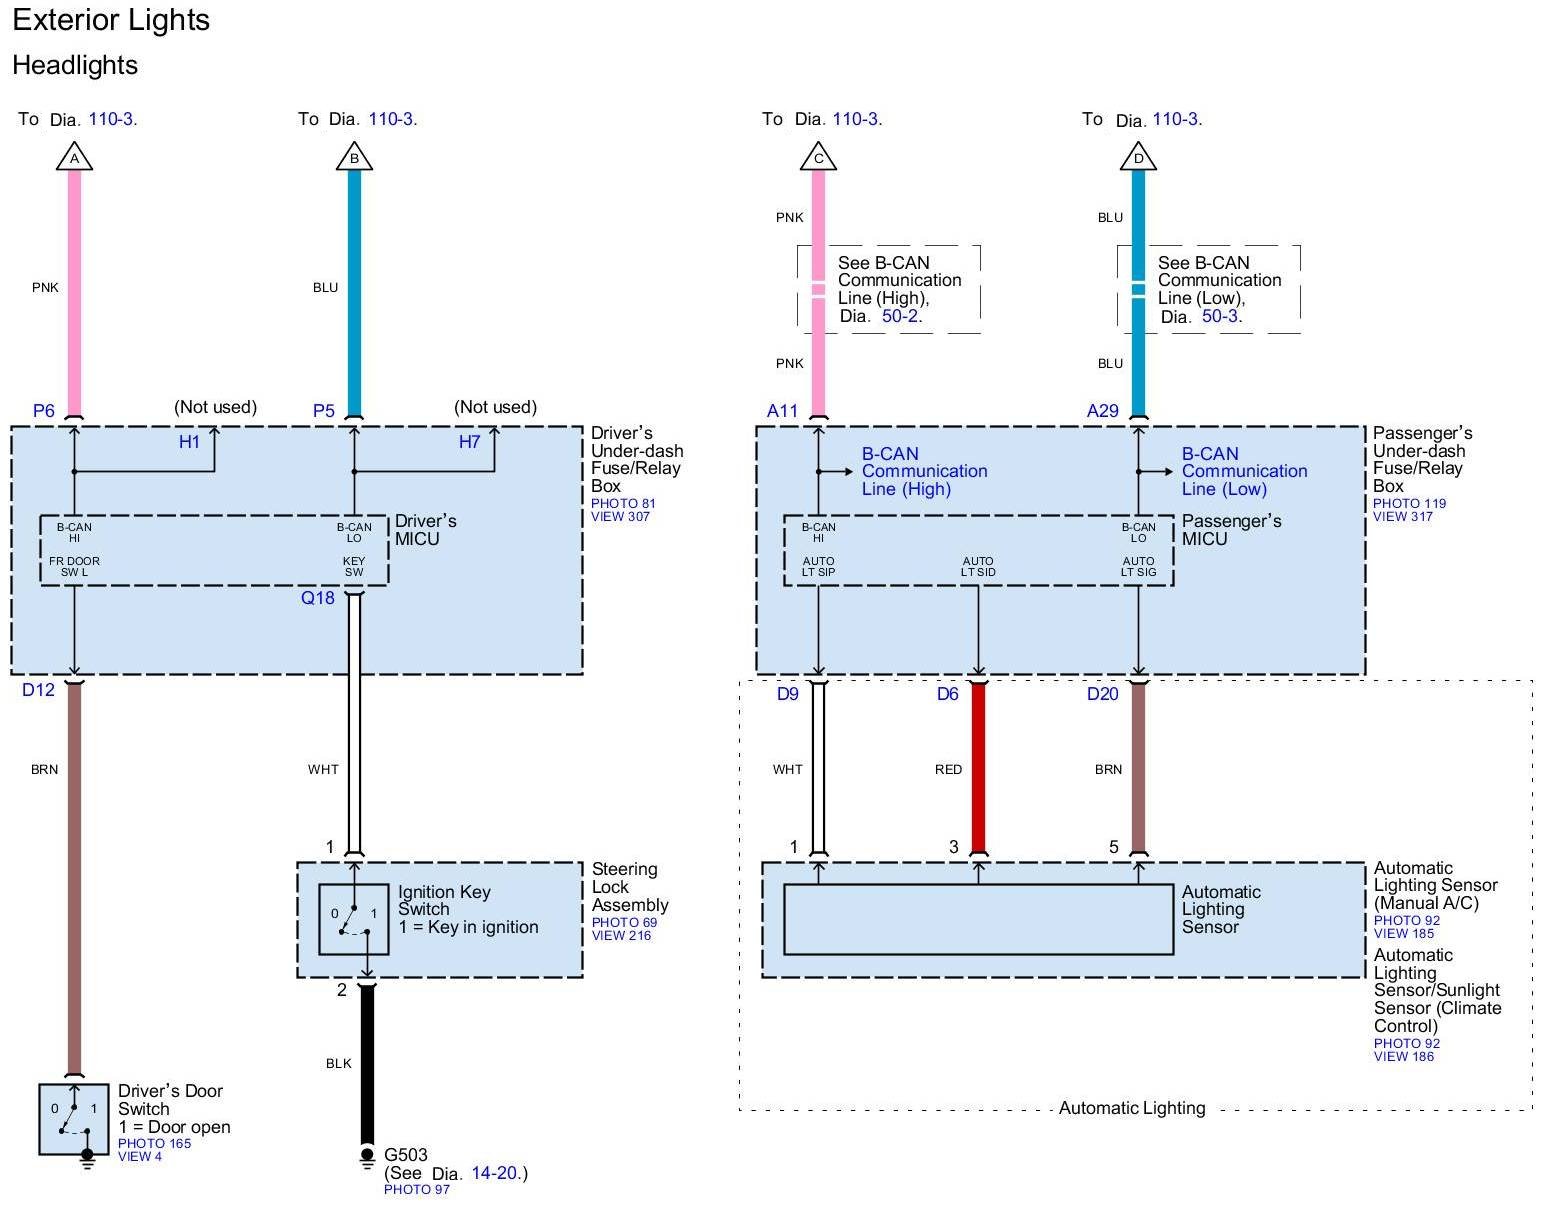 Exterior Lights
Headlights
To Dia. 110-3.
To Dia. 110-3.
To Dia. 110-3.
To Dia. 110-3.
A
B
C
D
PNK
BLU
PNK
BLU
See B-CAN
Communication
Line (High),
Dia. 50-2.
See B-CAN
Communication
Line (Low),
Dia. 50-3.
PNK
BLU
P6
(Not used)
H1
P5
(Not used)
H7
A11
A29
Driver's
Under-dash
Fuse/Relay
Box
PHOTO 81
VIEW 307
B-CAN
Communication
Line (High)
B-CAN
Communication
Line (Low)
Passenger's
Under-dash
Fuse/Relay
Box
PHOTO 119
VIEW 317
B-CAN
HI
B-CAN
LO
Driver's
MICU
FR DOOR
SW L
KEY
SW
Q18
B-CAN
HI
B-CAN
LO
Passenger's
MICU
AUTO
LT SIP
AUTO
LT SID
AUTO
LT SIG
D12
D9
D6
D20
BRN
WHT
WHT
RED
BRN
1
1
3
5
Ignition Key
Switch
1 = Key in ignition
0 1
Steering
Lock
Assembly
PHOTO 69
VIEW 216
Automatic
Lighting
Sensor
Automatic
Lighting Sensor
(Manual A/C)
PHOTO 92
VIEW 185
Automatic
Lighting
Sensor/Sunlight
Sensor (Climate
Control)
PHOTO 92
VIEW 186
2
BLK
0 1
Driver's Door
Switch
1 = Door open
PHOTO 165
VIEW 4
G503
(See Dia. 14-20.)
PHOTO 97
Automatic Lighting